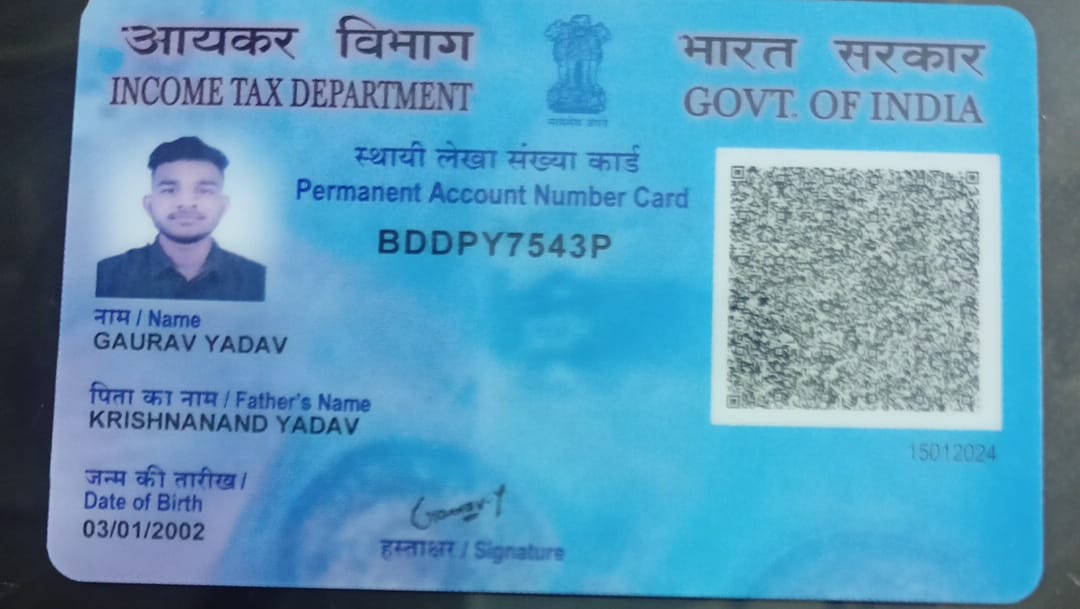 आयकर विभाग
INCOME TAX DEPARTMENT
भारत सरकार
GOVT. OF INDIA
स्थायी लेखा संख्या कार्ड
Permanent Account Number Card
BDDPY7543P
नाम / Name
GAURAV YADAV
पिता का नाम / Father's Name
KRISHNANAND YADAV
जन्म की तारीख /
Date of Birth
03/01/2002
हस्ताक्षर / Signature
15012024